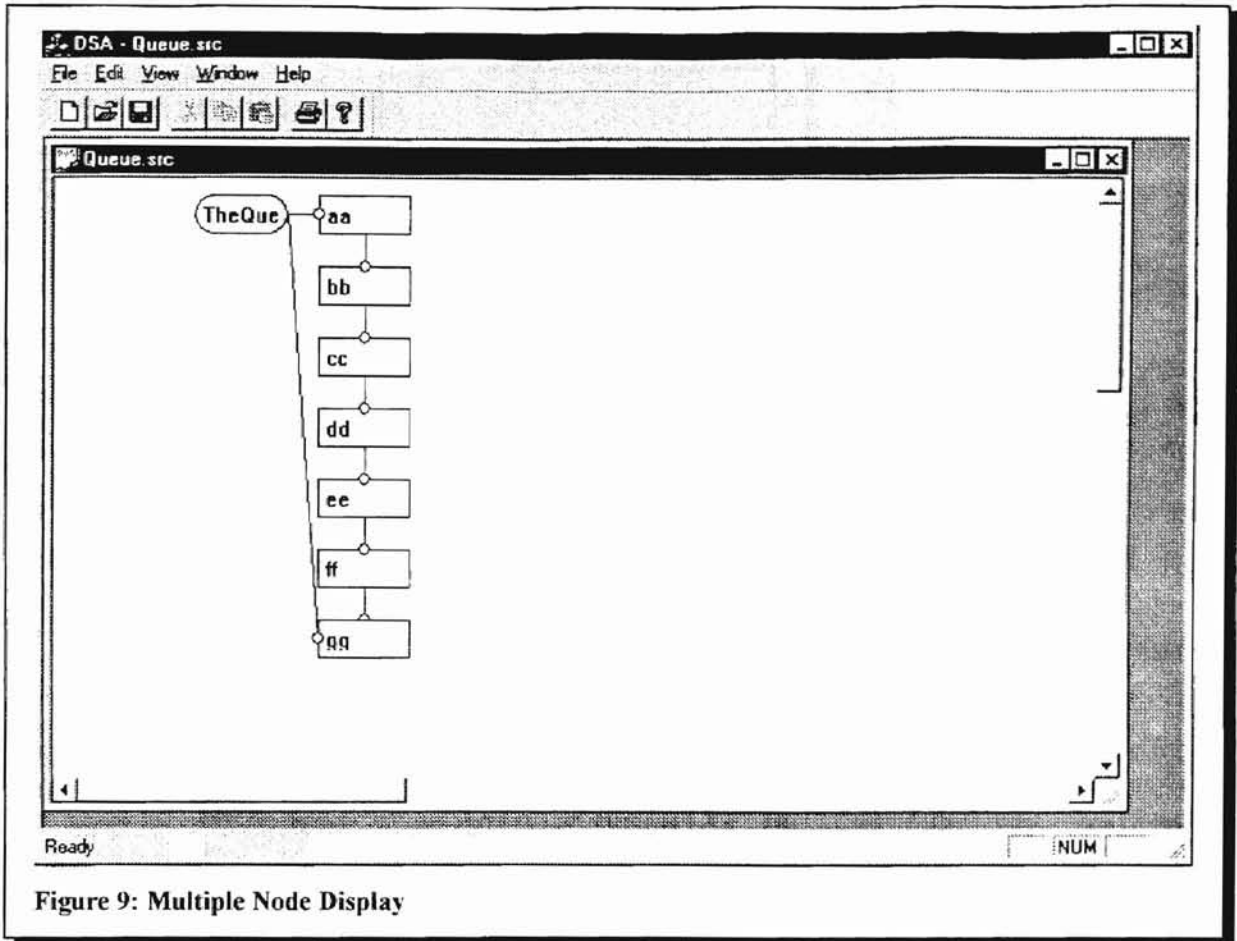 DSA - Queue.src
File Edit View Window Help
Queue.src
TheQue
aa
bb
cc
dd
ee
ff
gg
Ready
NUM
Figure 9: Multiple Node Display